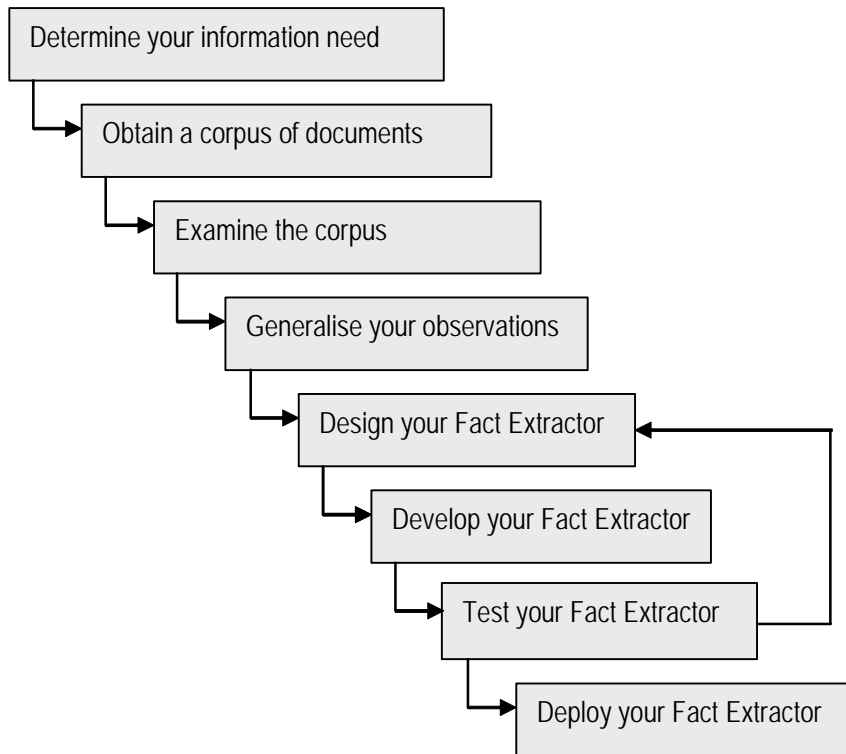 Determine your information need
Obtain a corpus of documents
Examine the corpus
Generalise your observations
Design your Fact Extractor
Develop your Fact Extractor
Test your Fact Extractor
Deploy your Fact Extractor